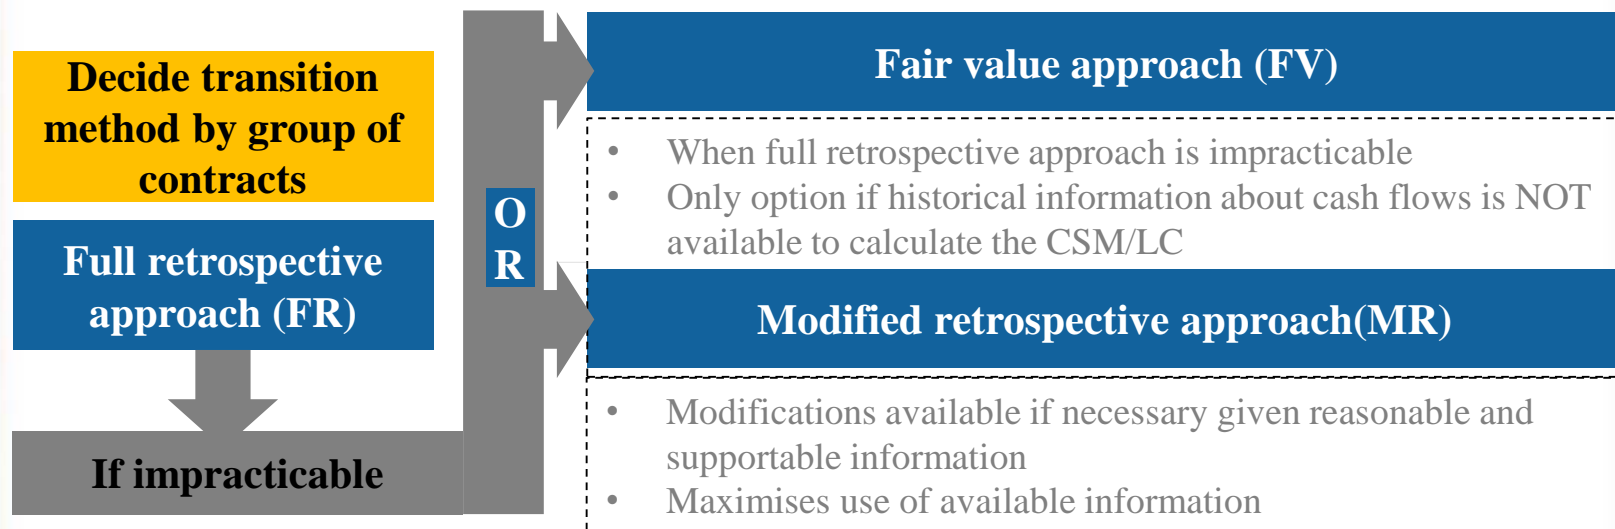 Decide transition
method by group of
contracts
Full retrospective
approach (FR)
If impracticable
O
R
Fair value approach (FV)
• When full retrospective approach is impracticable
• Only option if historical information about cash flows is NOT
available to calculate the CSM/LC
Modified retrospective approach(MR)
• Modifications available if necessary given reasonable and
supportable information
• Maximises use of available information